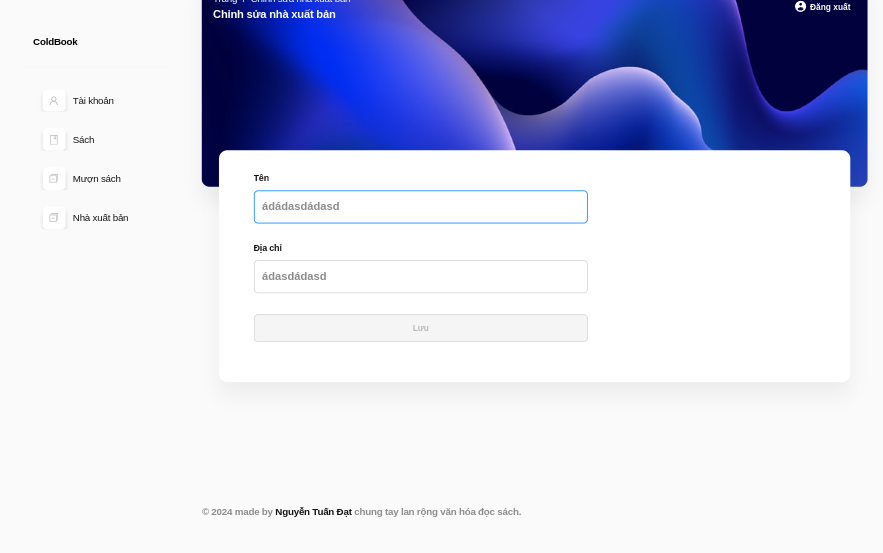 Trang / Chỉnh sửa nhà xuất bản
Chỉnh sửa nhà xuất bản
Đăng xuất
ColdBook
Tài khoản
Sách
Mượn sách
Nhà xuất bản
Tên
ádádasdádasd
Địa chỉ
ádasdádasd
Lưu
© 2024 made by Nguyễn Tuấn Đạt chung tay lan rộng văn hóa đọc sách.